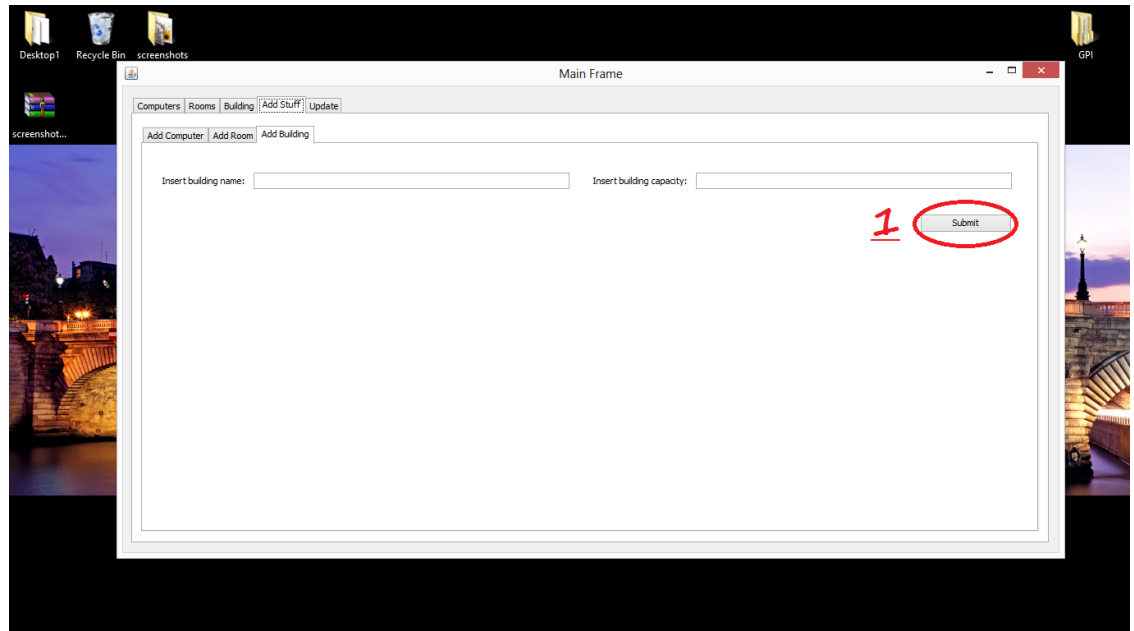 Desktop1 Recycle Bin screenshots GPI
Main Frame
screenshot...
Computers Rooms Building Add Stuff Update
Add Computer Add Room Add Building
Insert building name: Insert building capacity:
1 Submit